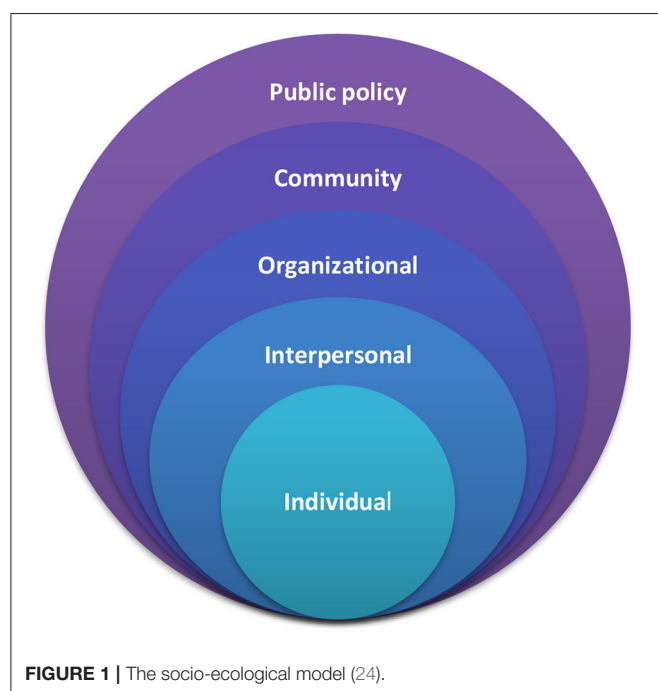 Public policy
Community
Organizational
Interpersonal
Individual
FIGURE 1 | The socio-ecological model (24).